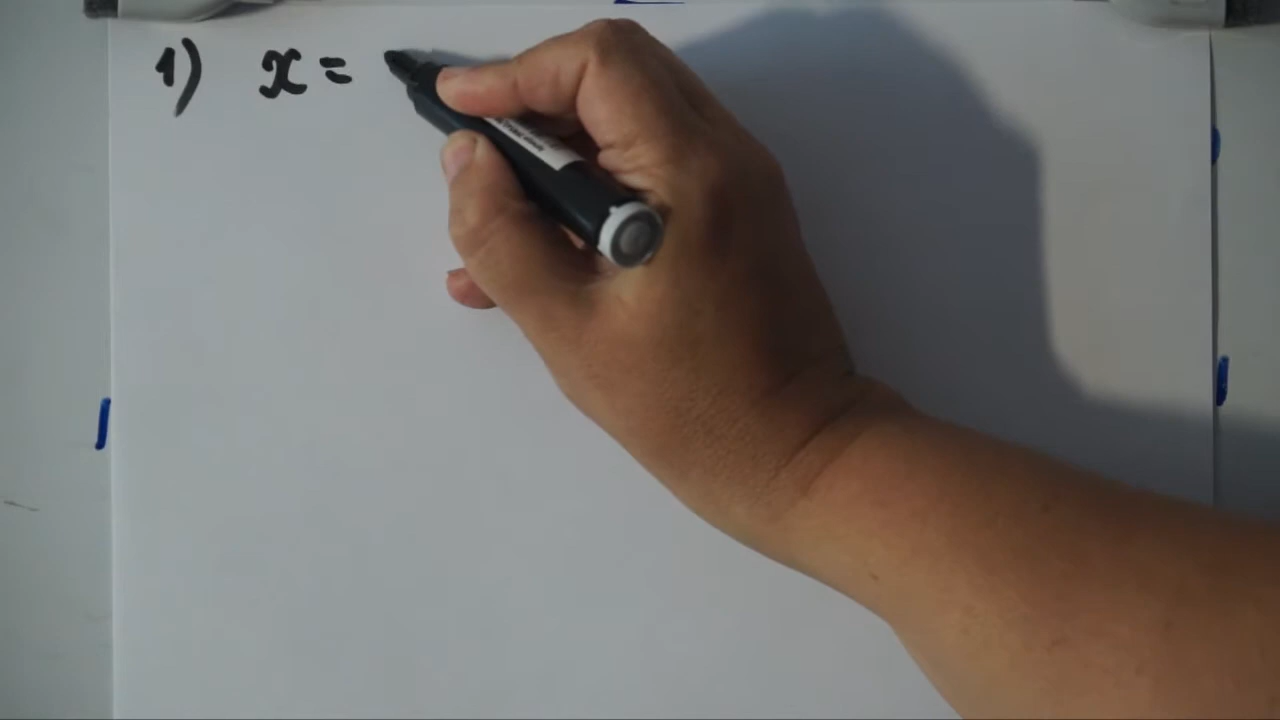 1) x =